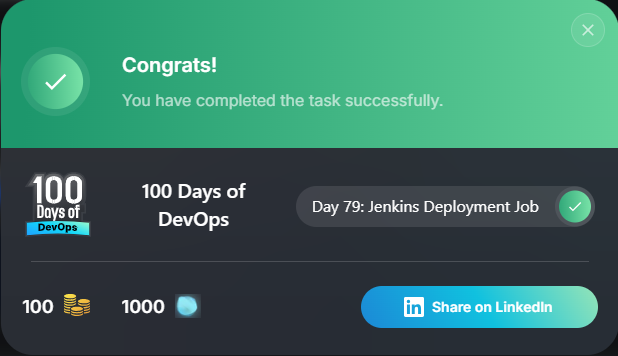 Congrats!
You have completed the task successfully.
100
Days of
DevOps
100 Days of
DevOps
Day 79: Jenkins Deployment Job
100
1000
in Share on LinkedIn